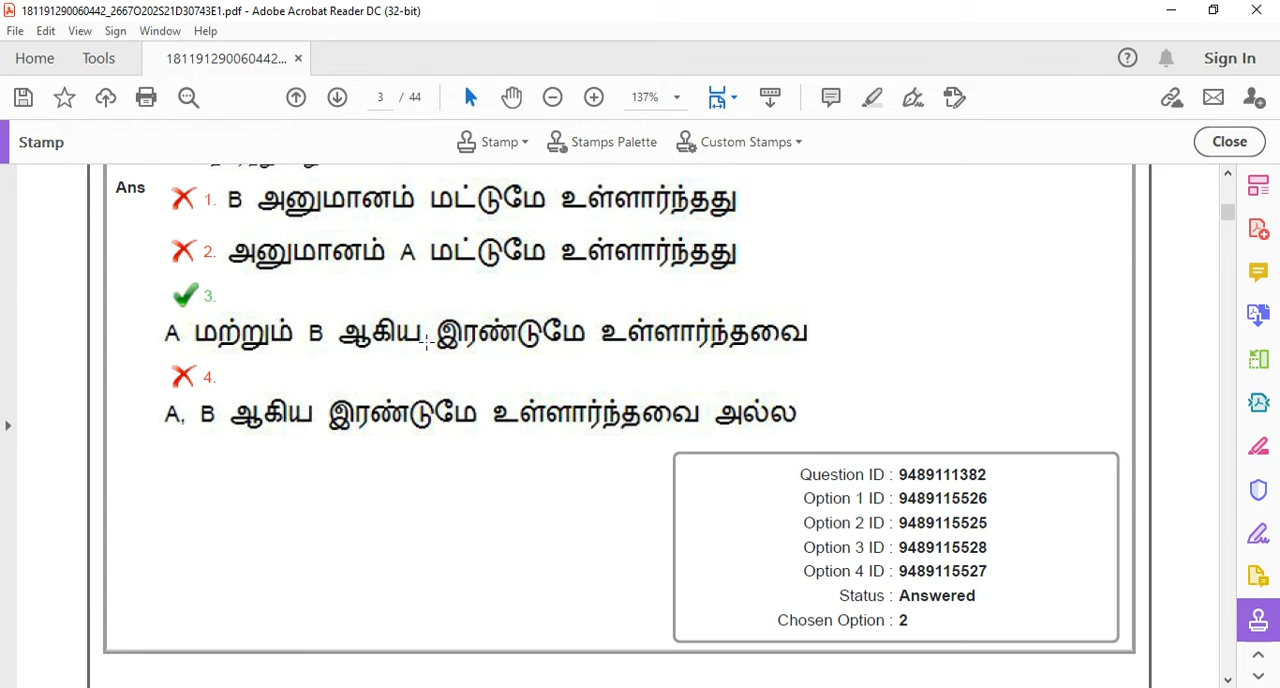 181191290060442_2667O202S21D30743E1.pdf - Adobe Acrobat Reader DC (32-bit)
File Edit View Sign Window Help
Home Tools 181191290060442... × Sign In
3 / 44 137%
Stamp Stamp Stamps Palette Custom Stamps Close
Ans 1. B அனுமானம் மட்டுமே உள்ளார்ந்தது
2. அனுமானம் A மட்டுமே உள்ளார்ந்தது
3.
A மற்றும் B ஆகிய இரண்டுமே உள்ளார்ந்தவை
4.
A, B ஆகிய இரண்டுமே உள்ளார்ந்தவை அல்ல
Question ID : 9489111382
Option 1 ID : 9489115526
Option 2 ID : 9489115525
Option 3 ID : 9489115528
Option 4 ID : 9489115527
Status : Answered
Chosen Option : 2